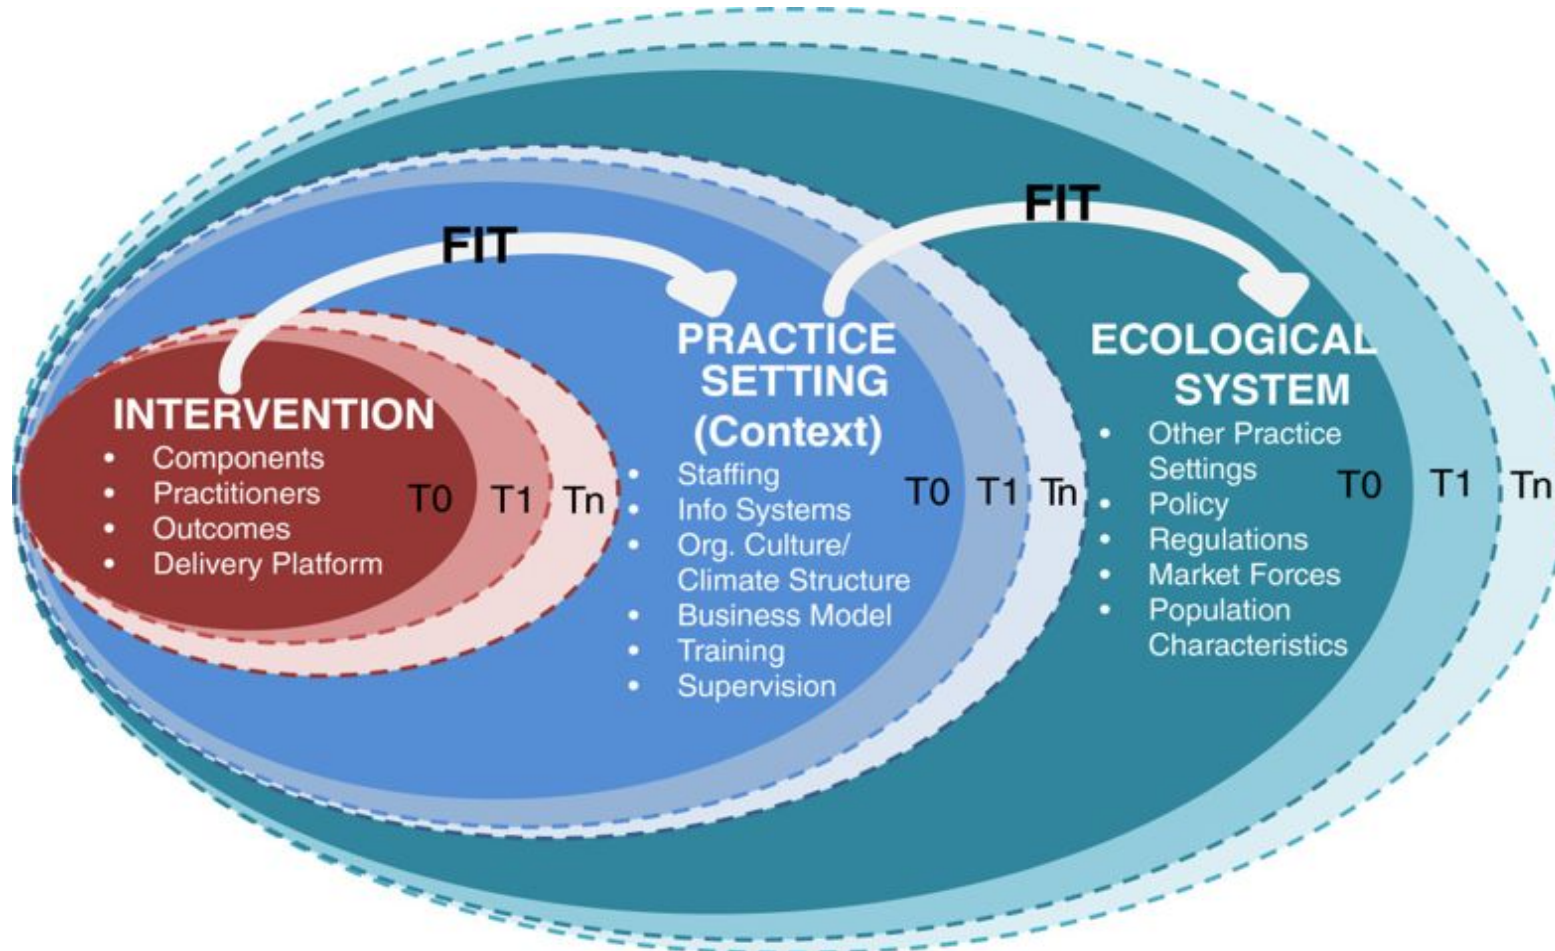 FIT
INTERVENTION
• Components
• Practitioners
• Outcomes
• Delivery Platform
T0 T1 Tn
FIT
PRACTICE
SETTING
(Context)
• Staffing
• Info Systems
• Org. Culture/
Climate Structure
• Business Model
• Training
• Supervision
T0 T1 Tn
ECOLOGICAL
SYSTEM
• Other Practice
Settings
• Policy
• Regulations
• Market Forces
• Population
Characteristics
T0 T1 Tn